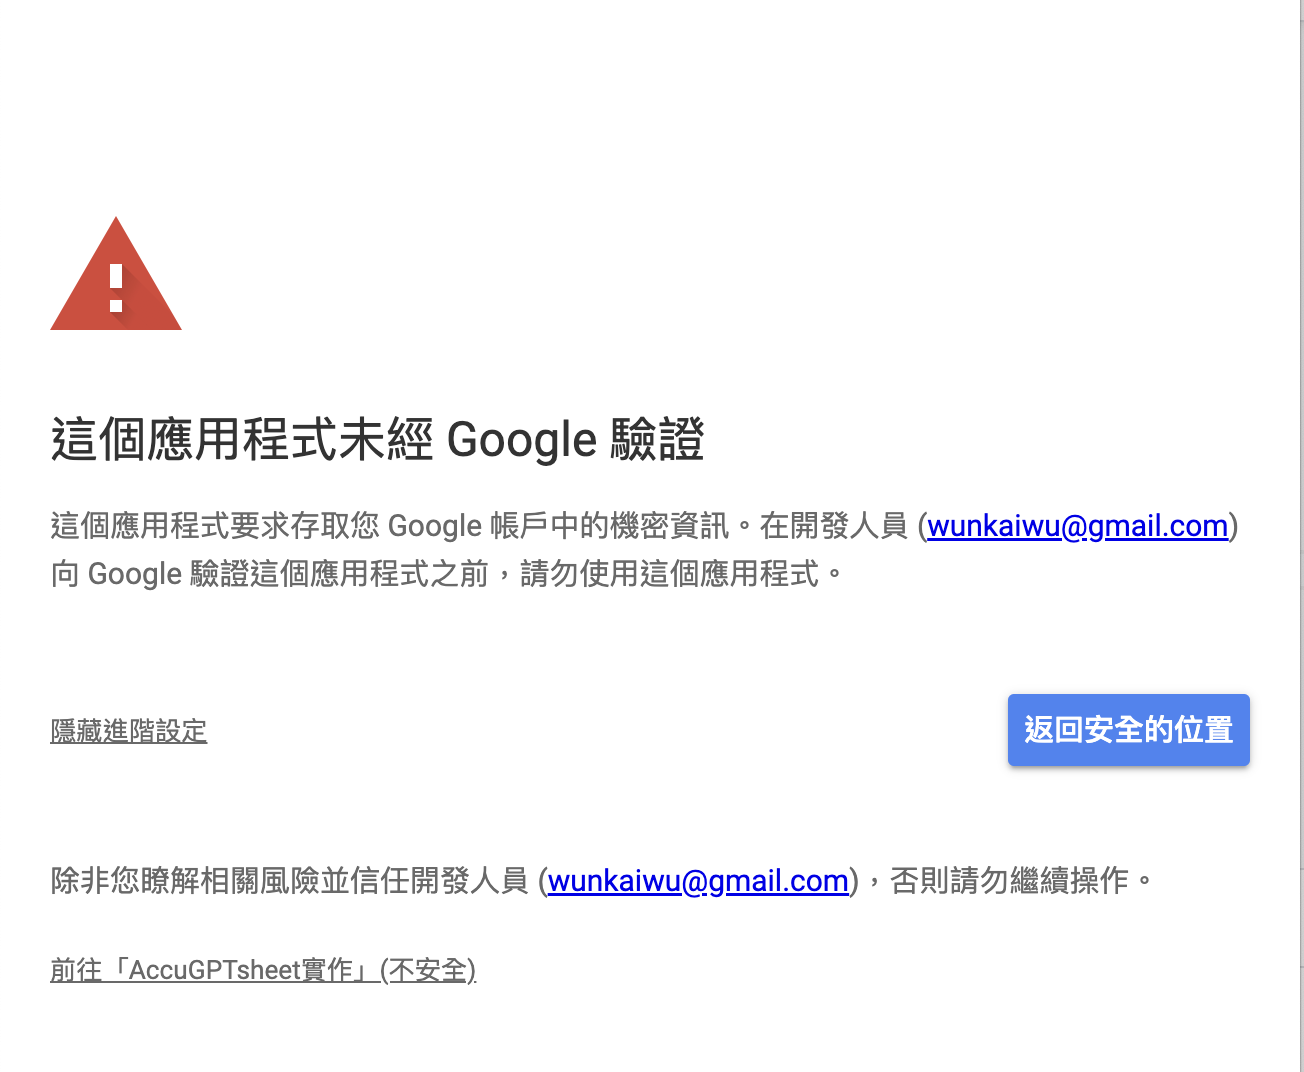 這個應用程式未經 Google 驗證
這個應用程式要求存取您 Google 帳戶中的機密資訊。在開發人員 (wunkaiwu@gmail.com)
向 Google 驗證這個應用程式之前，請勿使用這個應用程式。
隱藏進階設定
返回安全的位置
除非您瞭解相關風險並信任開發人員 (wunkaiwu@gmail.com)，否則請勿繼續操作。
前往「AccuGPTsheet實作」(不安全)